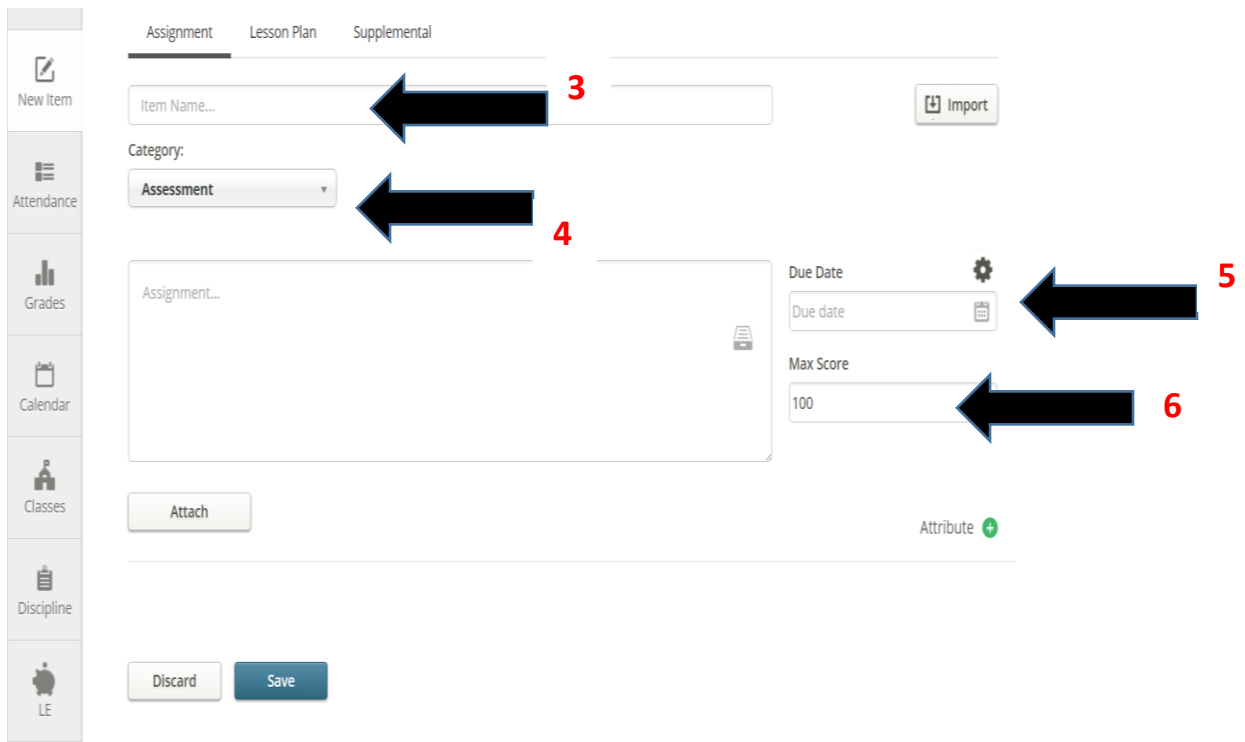 Assignment Lesson Plan Supplemental
New Item
Item Name...
3
Import
Category:
Assessment
4
Attendance
Assignment...
Due Date
5
Due date
Grades
Max Score
100
6
Calendar
Classes
Attach
Attribute
Discipline
Discard Save
LE